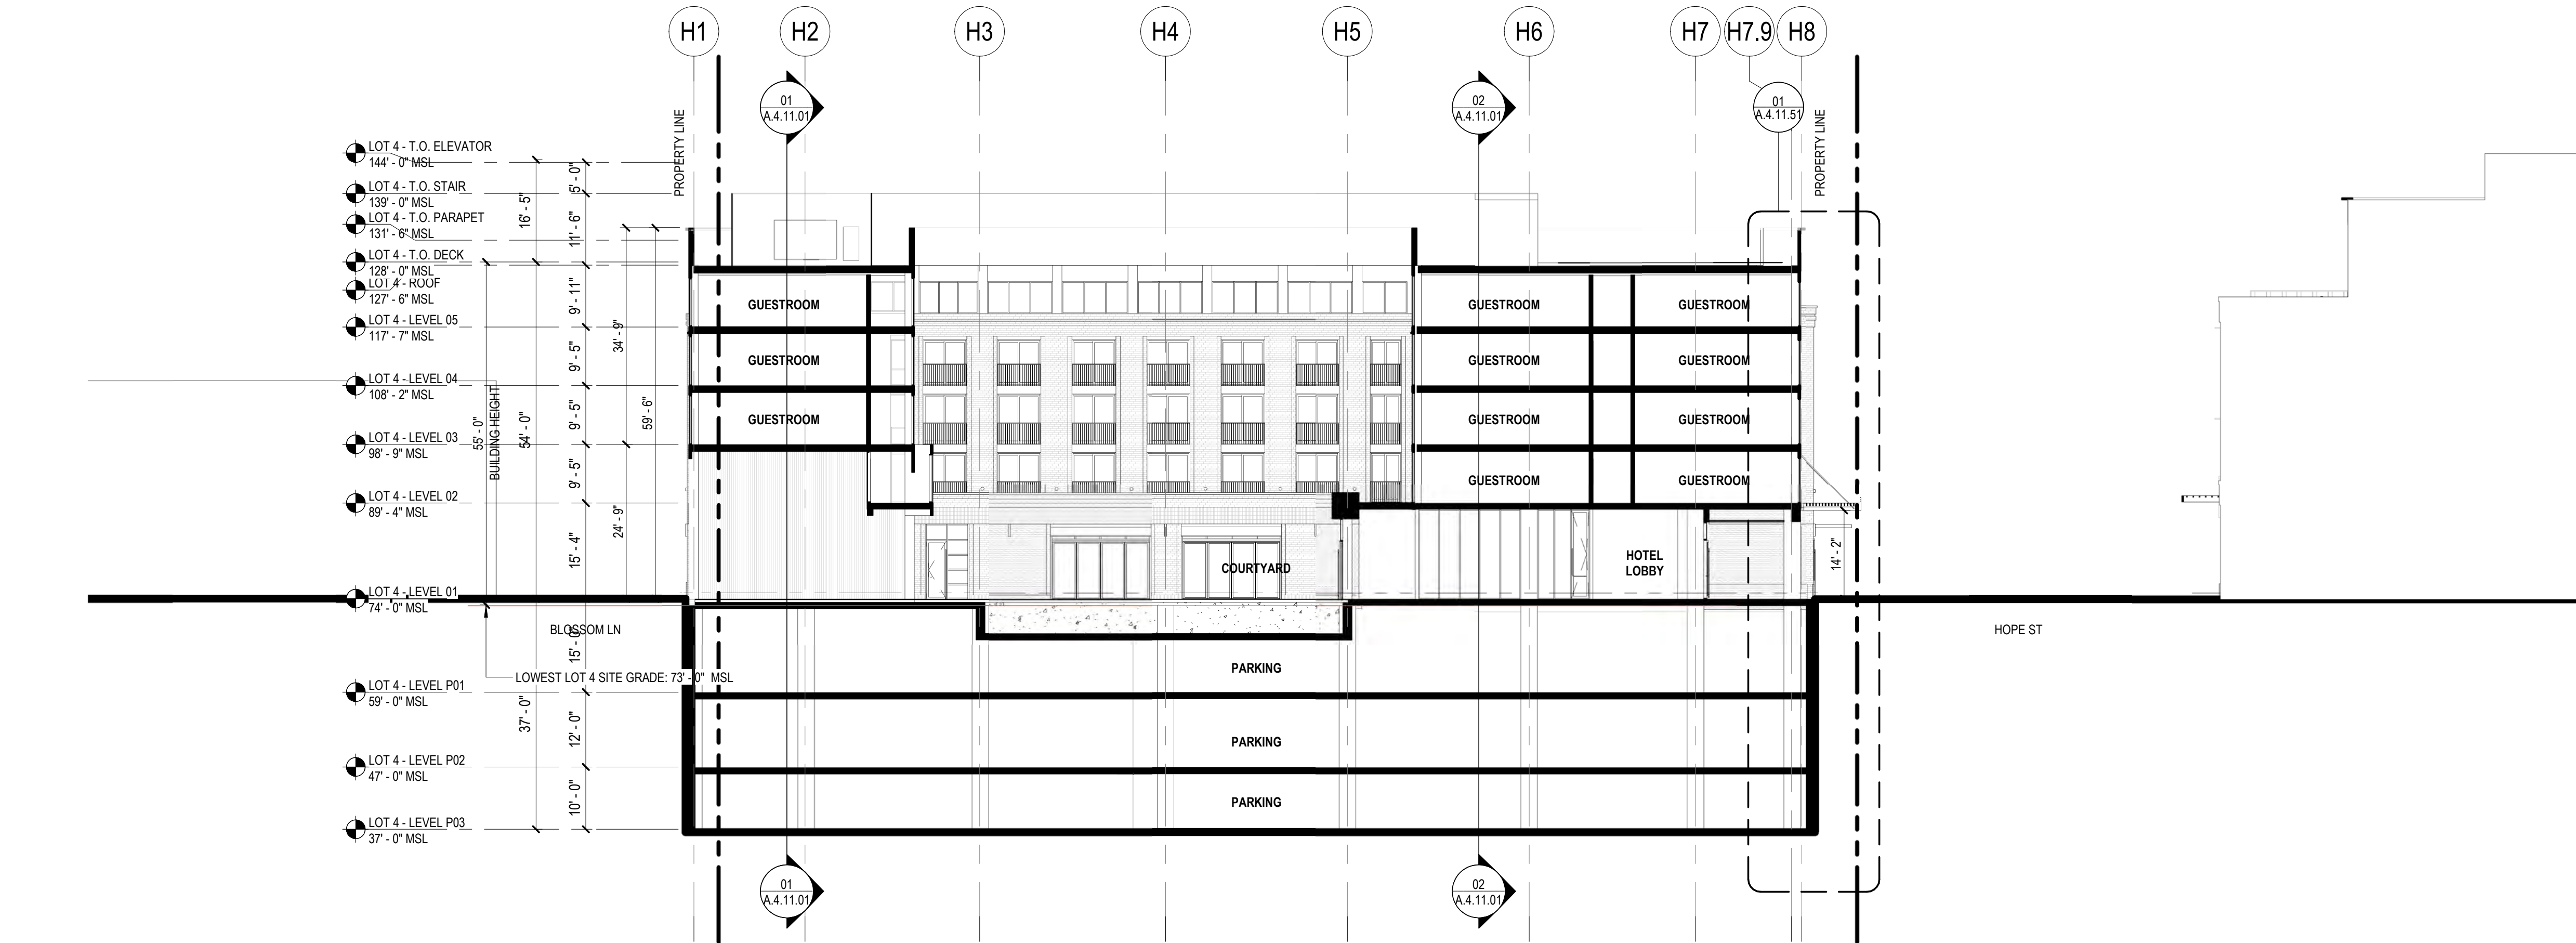 H1
H2
H3
H4
H5
H6
H7
H7.9
H8
01
A.4.11.01
02
A.4.11.01
01
A.4.11.51
PROPERTY LINE
PROPERTY LINE
LOT 4 - T.O. ELEVATOR
144' - 0" MSL
LOT 4 - T.O. STAIR
139' - 0" MSL
LOT 4 - T.O. PARAPET
131' - 6" MSL
LOT 4 - T.O. DECK
128' - 0" MSL
LOT 4 - ROOF
127' - 6" MSL
LOT 4 - LEVEL 05
117' - 7" MSL
LOT 4 - LEVEL 04
108' - 2" MSL
LOT 4 - LEVEL 03
98' - 9" MSL
LOT 4 - LEVEL 02
89' - 4" MSL
LOT 4 - LEVEL 01
74' - 0" MSL
LOT 4 - LEVEL P01
59' - 0" MSL
LOT 4 - LEVEL P02
47' - 0" MSL
LOT 4 - LEVEL P03
37' - 0" MSL
55' - 0"
BUILDING HEIGHT
16' - 5"
54' - 0"
37' - 0"
5' - 0"
11' - 6"
9' - 11"
9' - 5"
9' - 5"
9' - 5"
15' - 4"
15' - 0"
12' - 0"
10' - 0"
34' - 9"
24' - 9"
59' - 6"
14' - 2"
GUESTROOM
GUESTROOM
GUESTROOM
GUESTROOM
GUESTROOM
GUESTROOM
GUESTROOM
GUESTROOM
GUESTROOM
GUESTROOM
GUESTROOM
COURTYARD
HOTEL
LOBBY
BLOSSOM LN
HOPE ST
LOWEST LOT 4 SITE GRADE: 73' - 0" MSL
PARKING
PARKING
PARKING
01
A.4.11.01
02
A.4.11.01